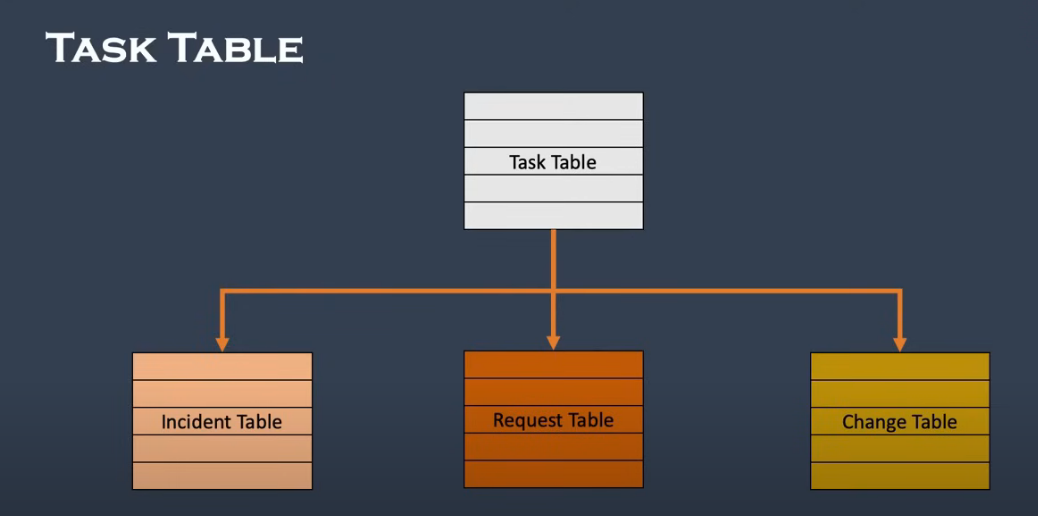 Task Table
Task Table
Incident Table
Request Table
Change Table